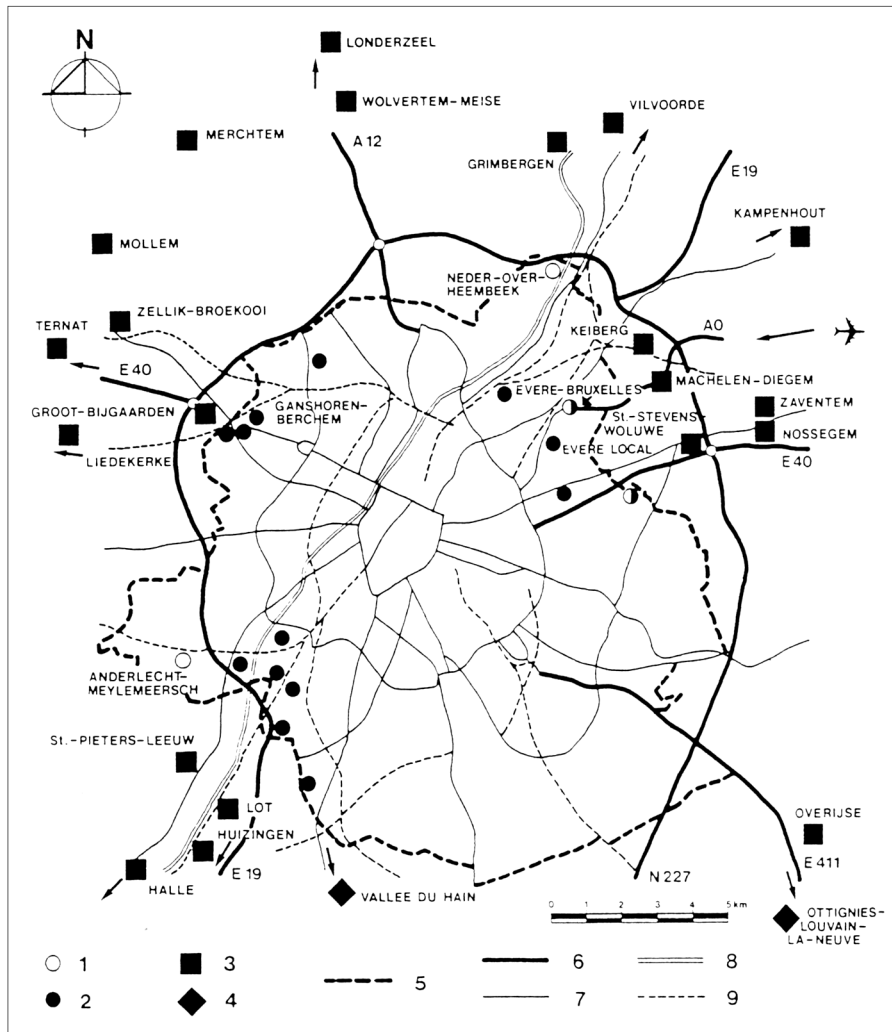 N
LONDERZEEL
WOLVERTEM-MEISE
VILVOORDE
MERCHTEM
A 12
GRIMBERGEN
E 19
KAMPENHOUT
MOLLEM
NEDER-OVER-
HEEMBEEK
ZELLIK-BROEKOOI
TERNAT
KEIBERG
A0
E 40
EVERE-BRUXELLES
MACHELEN-DIEGEM
GROOT-BIJGAARDEN
GANSHOREN-
BERCHEM
St.-STEVENS-
WOLUWE
ZAVENTEM
NOSSEGEM
LIEDEKERKE
EVERE LOCAL
E 40
ANDERLECHT-
MEYLEMEERSCH
St.-PIETERS-LEEUW
LOT
HUIZINGEN
OVERIJSE
HALLE
E 19
VALLEE DU HAIN
N 227
E 411
0 1 2 3 4 5 km
OTTIGNIES-
LOUVAIN-
LA-NEUVE
1
3
5
6
8
2
4
7
9